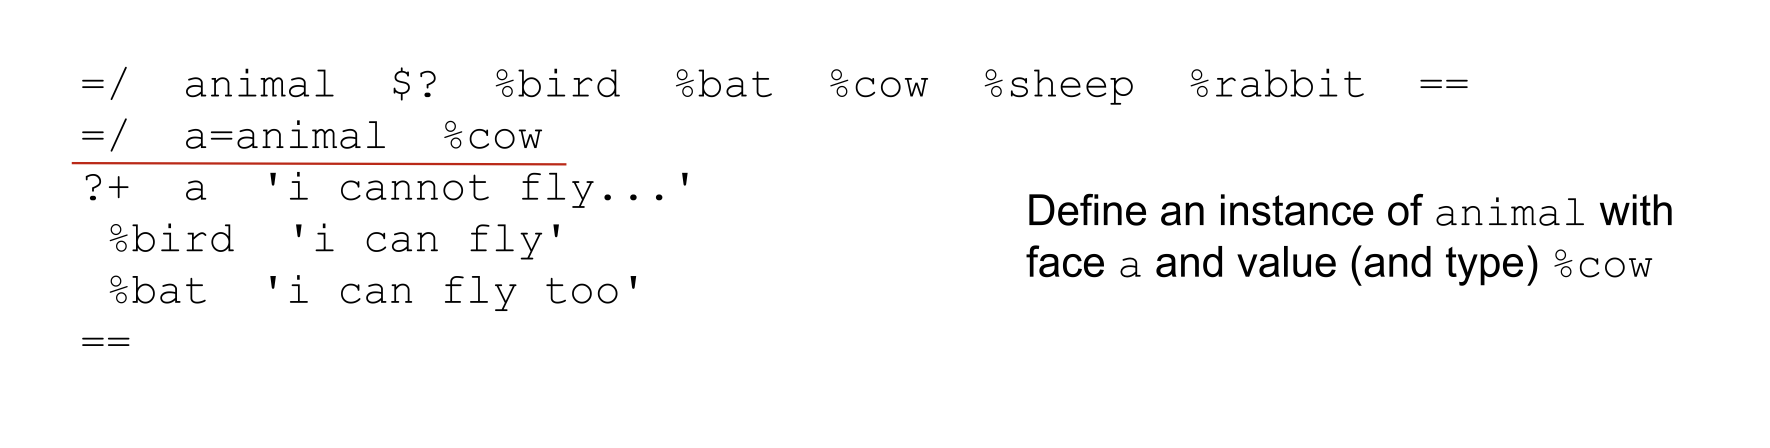 =/  animal  $?  %bird  %bat  %cow  %sheep  %rabbit  ==
=/  a=animal  %cow
?+  a  'i cannot fly...'
 %bird  'i can fly'
 %bat  'i can fly too'
==
Define an instance of animal with
face a and value (and type) %cow